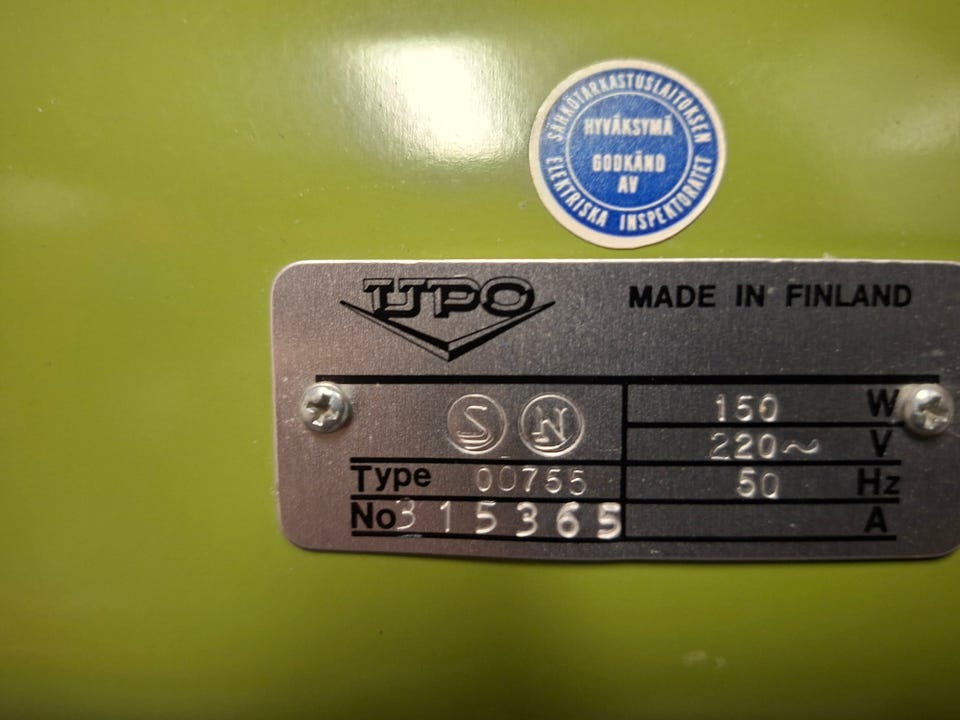 SÄHKÖTARKASTUSLAITOKSEN
HYVÄKSYMÄ
GODKÄND
AV
ELEKTRISKA INSPEKTORATET
UPO
MADE IN FINLAND
S N
150 W
220~ V
Type 00755
50 Hz
No 315365
A